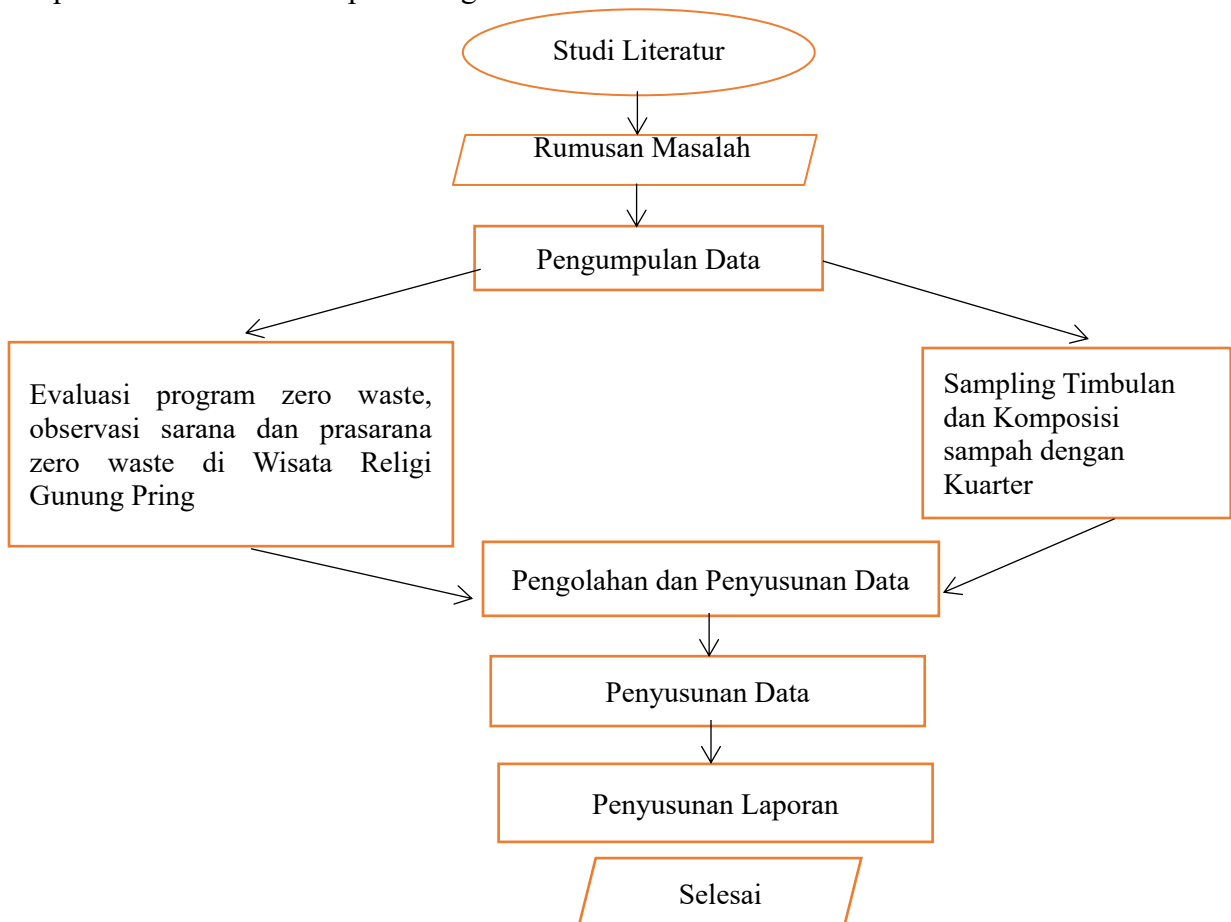 Studi Literatur
Rumusan Masalah
Pengumpulan Data
Evaluasi program zero waste,
observasi sarana dan prasarana
zero waste di Wisata Religi
Gunung Pring
Sampling Timbulan
dan Komposisi
sampah dengan
Kuarter
Pengolahan dan Penyusunan Data
Penyusunan Data
Penyusunan Laporan
Selesai